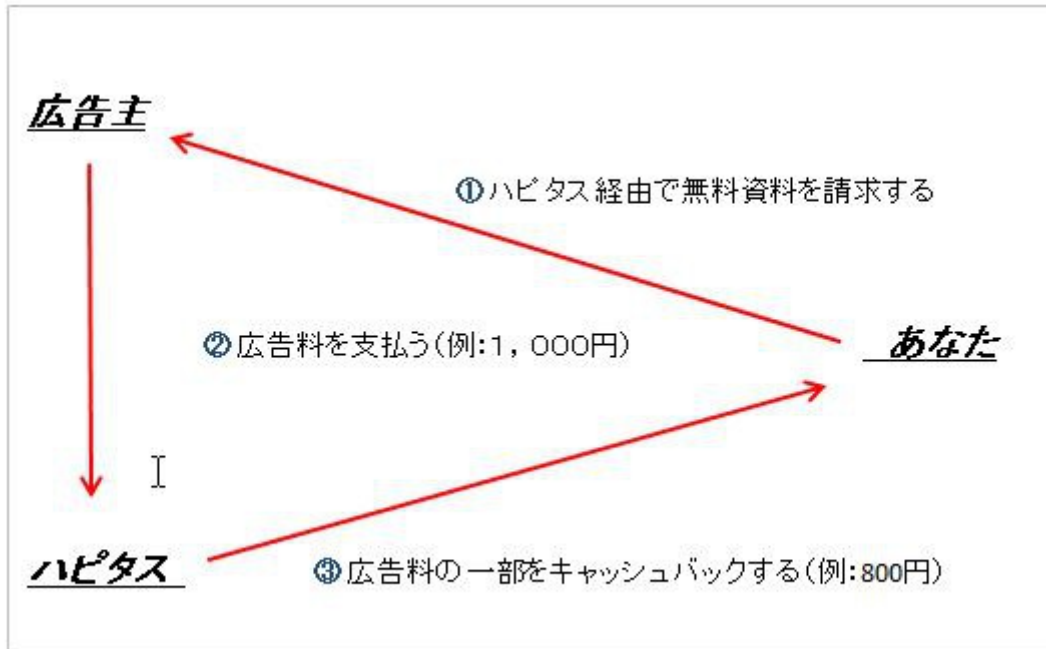 広告主
①ハピタス経由で無料資料を請求する
②広告料を支払う(例:1,000円)
あなた
ハピタス
③広告料の一部をキャッシュバックする(例:800円)